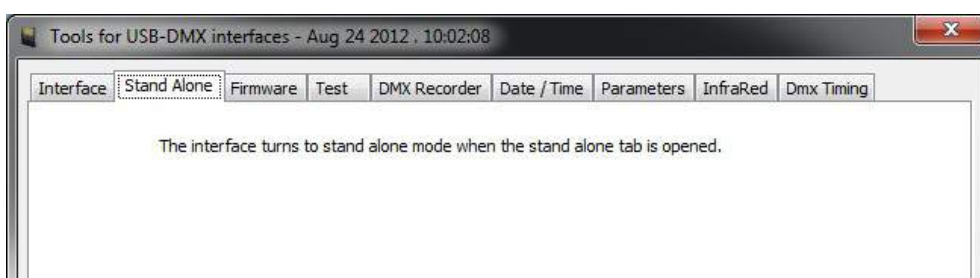 Tools for USB-DMX interfaces - Aug 24 2012 . 10:02:08
Interface Stand Alone Firmware Test DMX Recorder Date / Time Parameters InfraRed Dmx Timing
The interface turns to stand alone mode when the stand alone tab is opened.